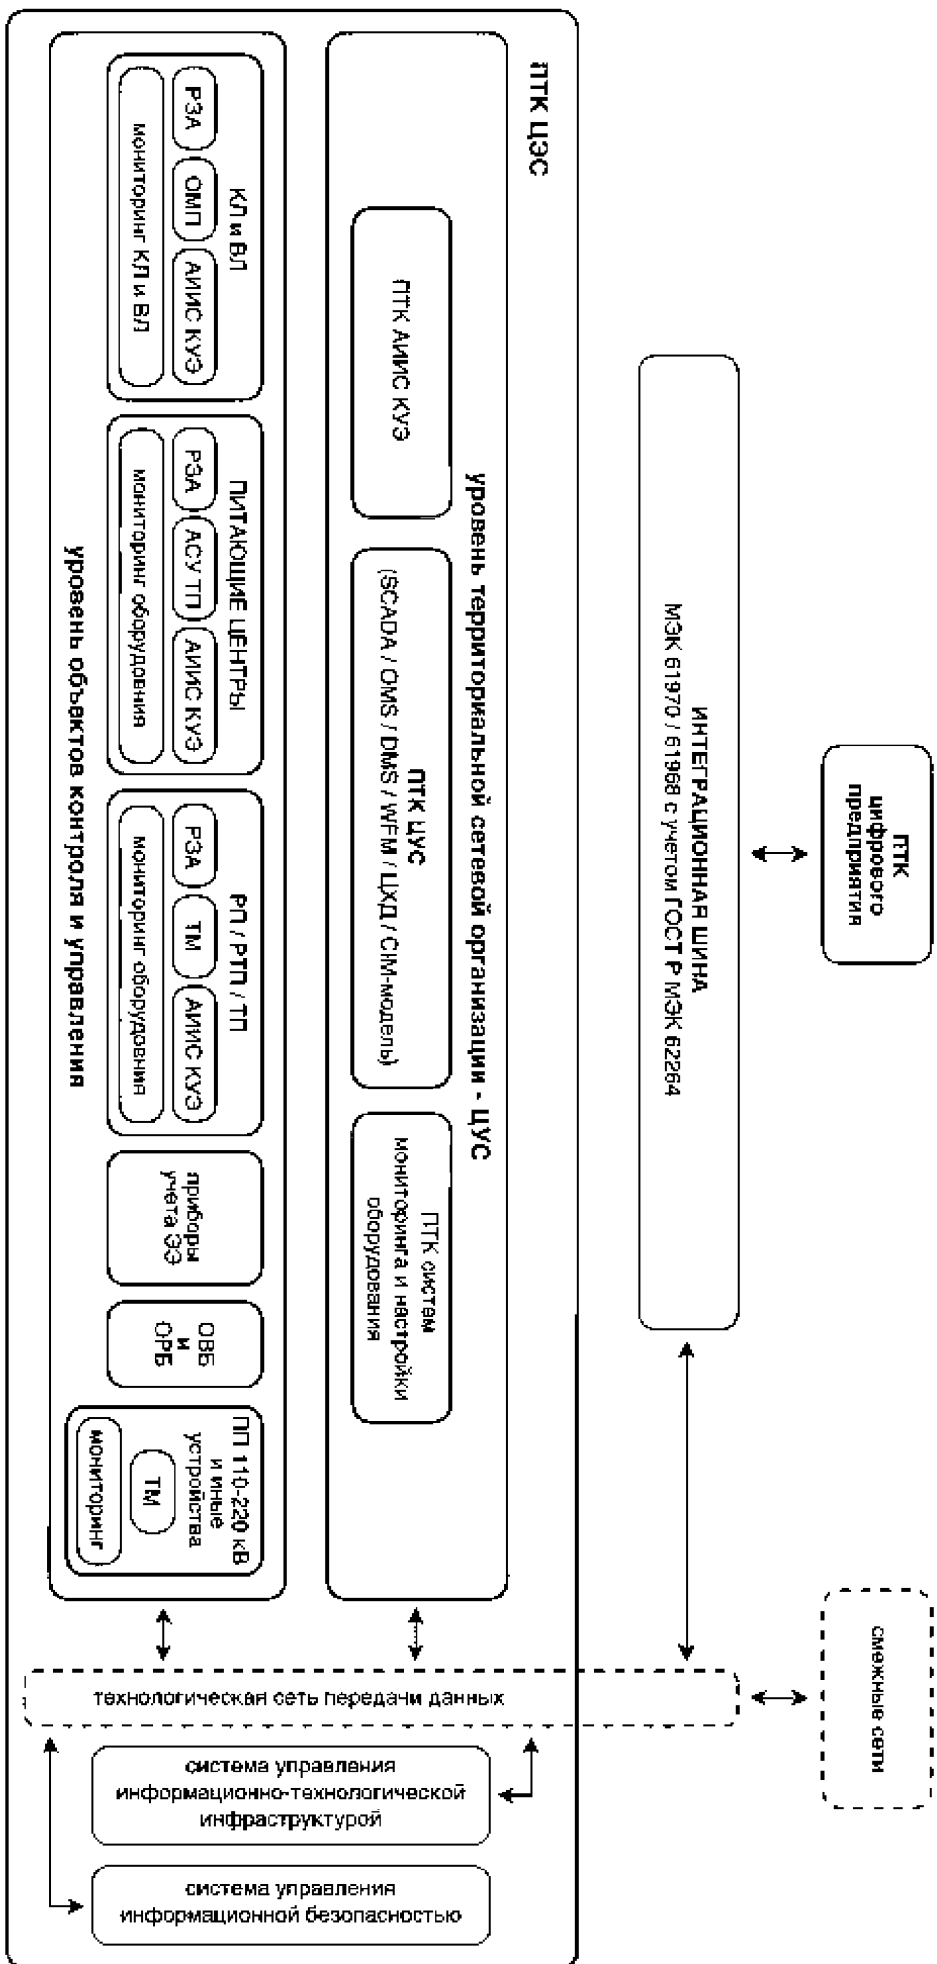 ПТК
цифрового
предприятия
смежные сети
ИНТЕГРАЦИОННАЯ ШИНА
МЭК 61970 / 61968 с учетом ГОСТ Р МЭК 62264
ПТК ЦЭС
уровень территориальной сетевой организации - ЦУС
ПТК АИИС КУЭ
ПТК ЦУС
(SCADA / OMS / DMS / WFM / ЦХД / CIM-модель)
ПТК систем
мониторинга и настройки
оборудования
КЛ и ВЛ
РЗА
ОМП
АИИС КУЭ
мониторинг КЛ и ВЛ
ПИТАЮЩИЕ ЦЕНТРЫ
РЗА
АСУ ТП
АИИС КУЭ
мониторинг оборудовния
РП / РТП / ТП
РЗА
ТМ
АИИС КУЭ
мониторинг оборудовния
приборы
учета ЭЭ
ОВБ
и
ОРБ
ПП 110-220 кВ
и иные
устройства
ТМ
мониторинг
уровень объектов контроля и управления
технологическая сеть передачи данных
система управления
информационно-технологической
инфраструктурой
система управления
информационной безопасностью